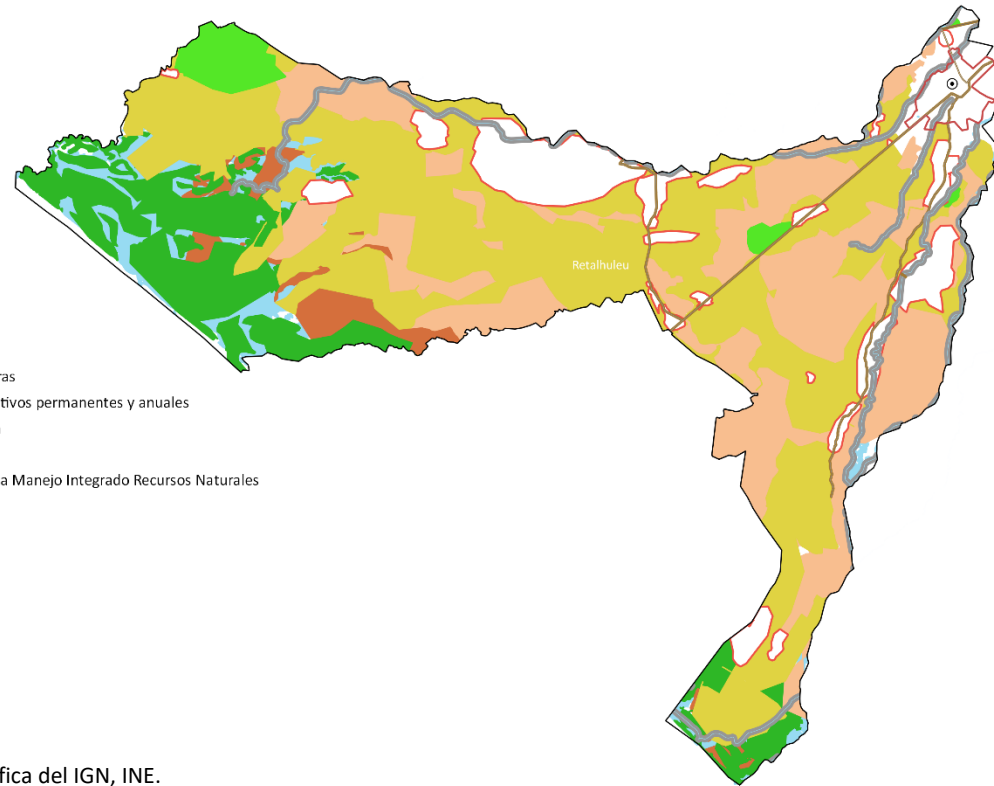 Retalhuleu
ras
tivos permanentes y anuales
a Manejo Integrado Recursos Naturales
fica del IGN, INE.